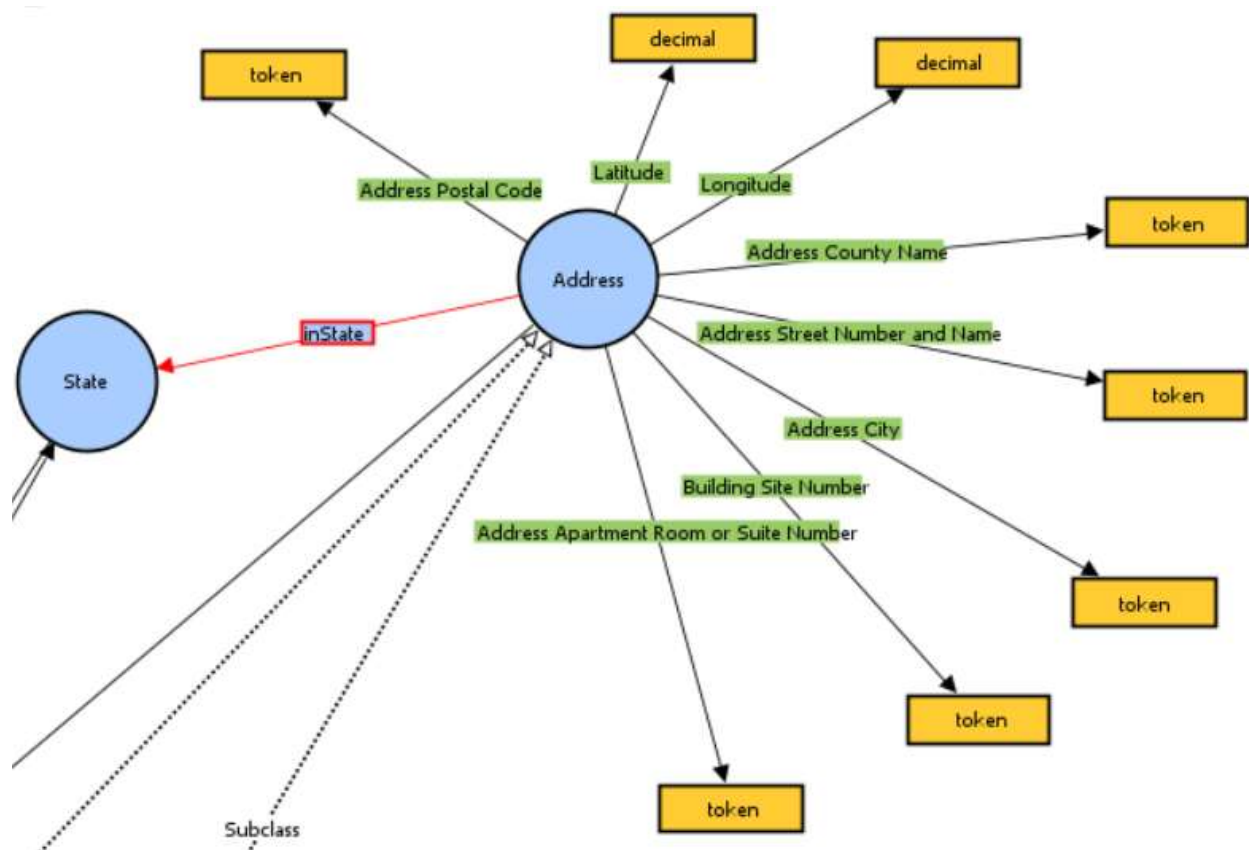 decimal
token
decimal
Latitude
Longitude
Address Postal Code
token
Address County Name
Address
inState
Address Street Number and Name
State
token
Address City
Building Site Number
Address Apartment Room or Suite Number
token
token
token
Subclass